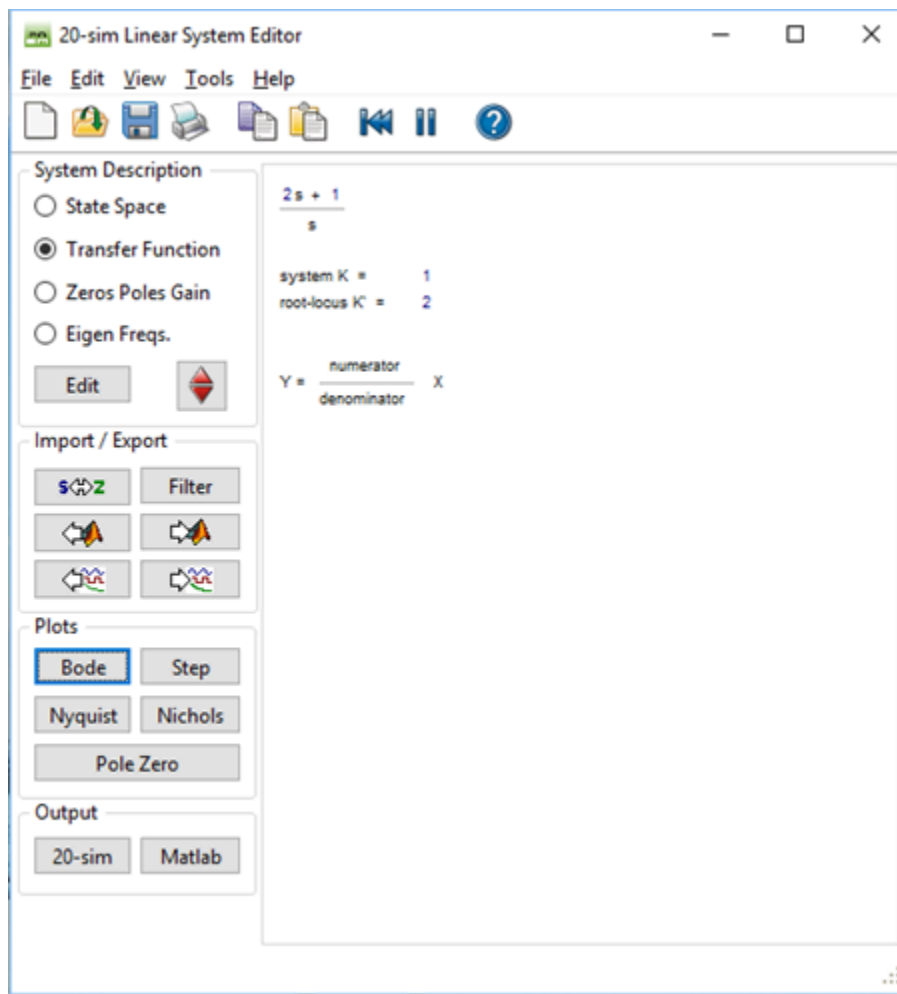 20-sim Linear System Editor
File Edit View Tools Help
System Description
State Space
Transfer Function
Zeros Poles Gain
Eigen Freqs.
Edit
Import / Export
s z Filter
Plots
Bode Step
Nyquist Nichols
Pole Zero
Output
20-sim Matlab
2 s + 1
s
system K = 1
root-locus K' = 2
numerator
Y = X
denominator